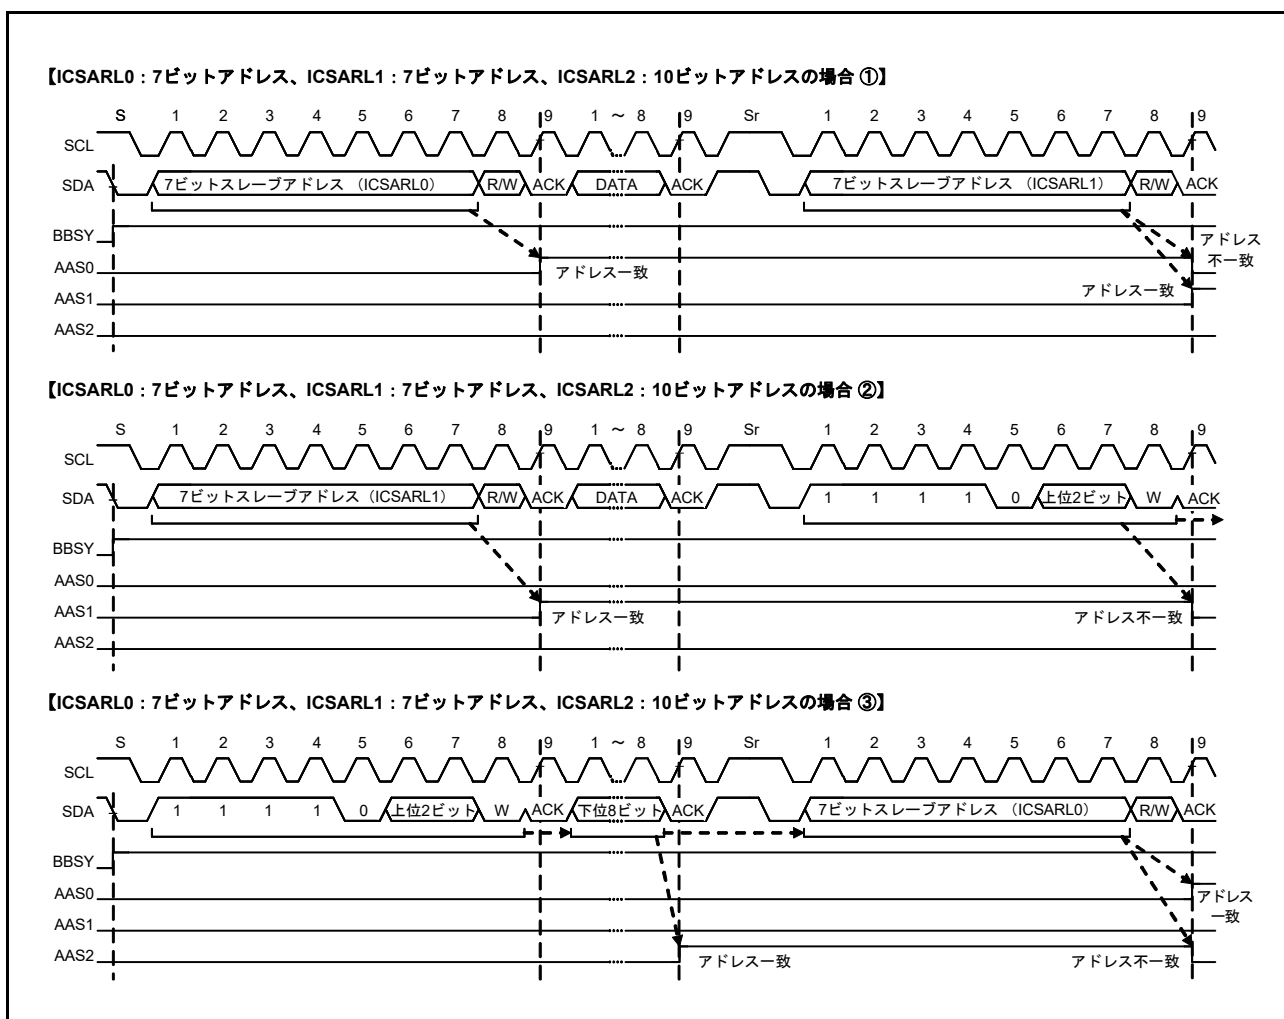 【ICSARL0：7ビットアドレス、ICSARL1：7ビットアドレス、ICSARL2：10ビットアドレスの場合 ①】
S 1 2 3 4 5 6 7 8 9 1 ～ 8 9 Sr 1 2 3 4 5 6 7 8 9
SCL
SDA 7ビットスレーブアドレス （ICSARL0） R/W ACK DATA ACK 7ビットスレーブアドレス （ICSARL1） R/W ACK
BBSY
アドレス
不一致
AAS0 アドレス一致
AAS1 アドレス一致
AAS2
【ICSARL0：7ビットアドレス、ICSARL1：7ビットアドレス、ICSARL2：10ビットアドレスの場合 ②】
S 1 2 3 4 5 6 7 8 9 1 ～ 8 9 Sr 1 2 3 4 5 6 7 8 9
SCL
SDA 7ビットスレーブアドレス（ICSARL1） R/W ACK DATA ACK 1 1 1 1 0 上位2ビット W ACK
BBSY
AAS0
AAS1 アドレス一致 アドレス不一致
AAS2
【ICSARL0：7ビットアドレス、ICSARL1：7ビットアドレス、ICSARL2：10ビットアドレスの場合 ③】
S 1 2 3 4 5 6 7 8 9 1 ～ 8 9 Sr 1 2 3 4 5 6 7 8 9
SCL
SDA 1 1 1 1 0 上位2ビット W ACK 下位8ビット ACK 7ビットスレーブアドレス （ICSARL0） R/W ACK
BBSY
AAS0 アドレス
一致
AAS1
AAS2 アドレス一致 アドレス不一致